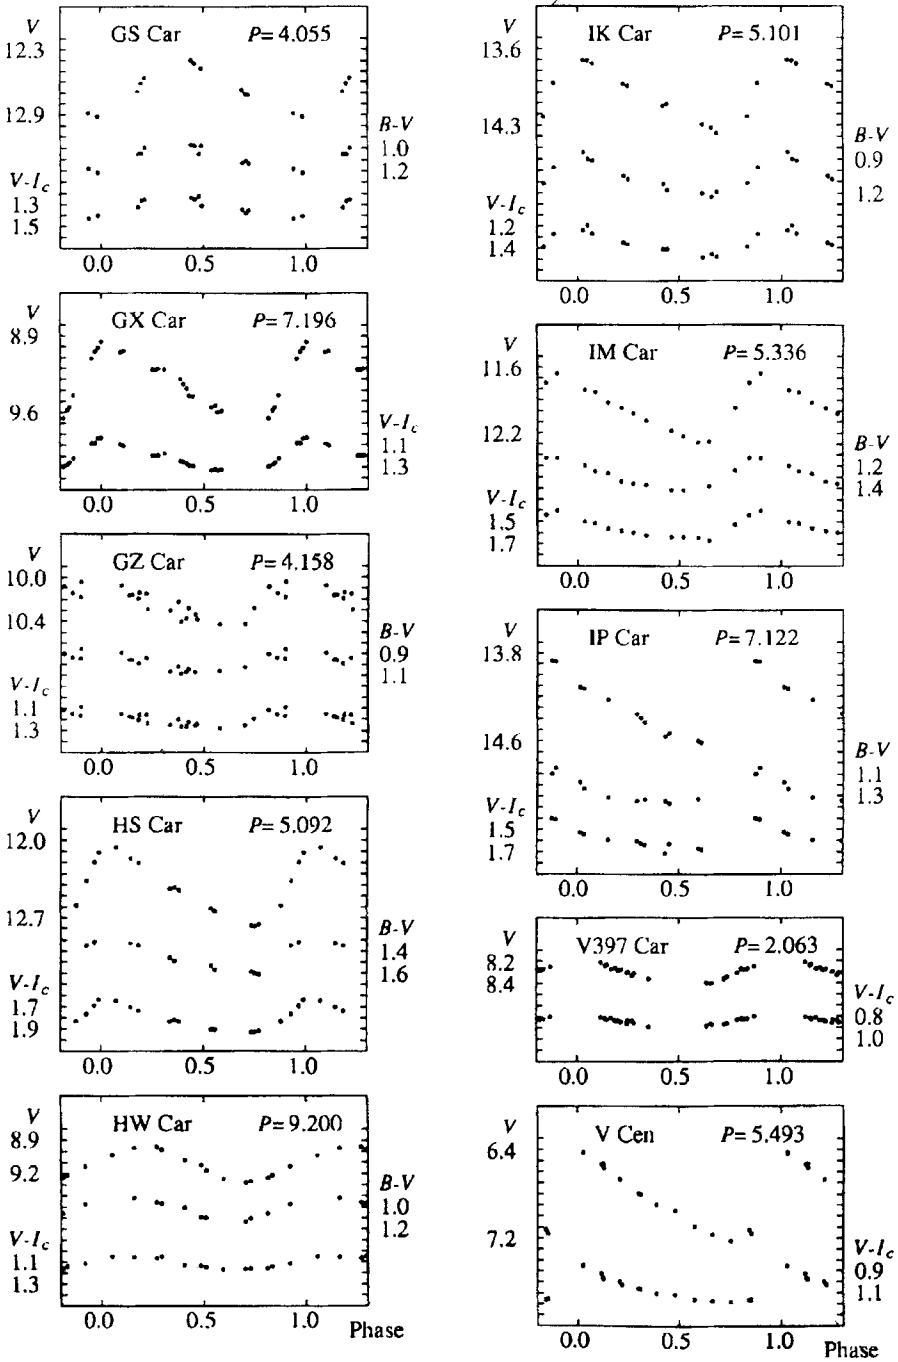 GS Car P= 4.055
V
12.3
12.9
V-Ic
1.3
1.5
B-V
1.0
1.2
0.0 0.5 1.0
GX Car P= 7.196
V
8.9
9.6
V-Ic
1.1
1.3
0.0 0.5 1.0
GZ Car P= 4.158
V
10.0
10.4
V-Ic
1.1
1.3
B-V
0.9
1.1
0.0 0.5 1.0
HS Car P= 5.092
V
12.0
12.7
V-Ic
1.7
1.9
B-V
1.4
1.6
0.0 0.5 1.0
HW Car P= 9.200
V
8.9
9.2
V-Ic
1.1
1.3
B-V
1.0
1.2
0.0 0.5 1.0
Phase
IK Car P= 5.101
V
13.6
14.3
V-Ic
1.2
1.4
B-V
0.9
1.2
0.0 0.5 1.0
IM Car P= 5.336
V
11.6
12.2
V-Ic
1.5
1.7
B-V
1.2
1.4
0.0 0.5 1.0
IP Car P= 7.122
V
13.8
14.6
V-Ic
1.5
1.7
B-V
1.1
1.3
0.0 0.5 1.0
V397 Car P= 2.063
V
8.2
8.4
V-Ic
0.8
1.0
0.0 0.5 1.0
V Cen P= 5.493
V
6.4
7.2
V-Ic
0.9
1.1
0.0 0.5 1.0
Phase